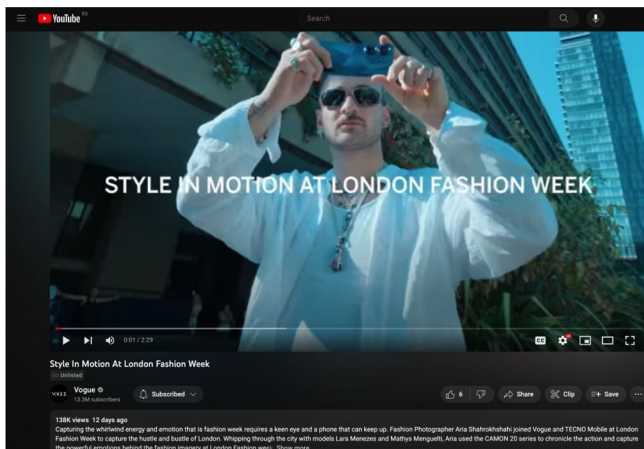 YouTube EG
Search
STYLE IN MOTION AT LONDON FASHION WEEK
0:01 / 2:29
CC
Style In Motion At London Fashion Week
Unlisted
VOGUE
Vogue
13.3M subscribers
Subscribed
6
Share
Clip
Save
138K views 12 days ago
Capturing the whirlwind energy and emotion that is fashion week requires a keen eye and a phone that can keep up. Fashion Photographer Aria Shahrokhshahi joined Vogue and TECNO Mobile at London
Fashion Week to capture the hustle and bustle of London. Whipping through the city with models Lara Menezes and Mathys Menguelti, Aria used the CAMON 20 series to chronicle the action and capture
the powerful emotions behind the fashion imagery at London Fashion week. Show more